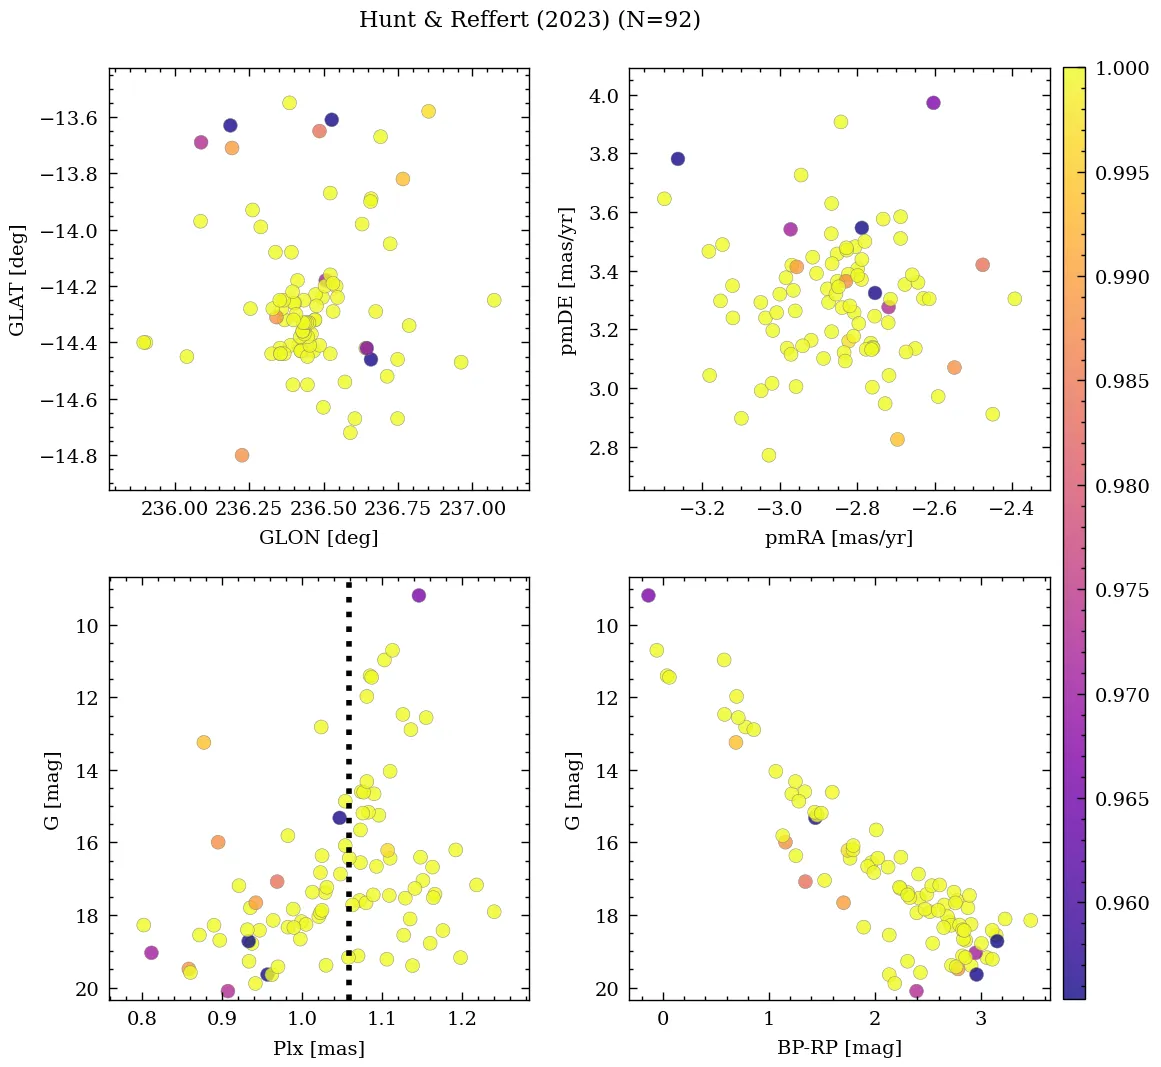 Hunt & Reffert (2023) (N=92)
−13.6
−13.8
−14.0
−14.2
−14.4
−14.6
−14.8
GLAT [deg]
236.00 236.25 236.50 236.75 237.00
GLON [deg]
4.0
3.8
3.6
3.4
3.2
3.0
2.8
pmDE [mas/yr]
−3.2 −3.0 −2.8 −2.6 −2.4
pmRA [mas/yr]
10
12
14
16
18
20
G [mag]
0.8 0.9 1.0 1.1 1.2
Plx [mas]
10
12
14
16
18
20
G [mag]
0 1 2 3
BP-RP [mag]
1.000
0.995
0.990
0.985
0.980
0.975
0.970
0.965
0.960